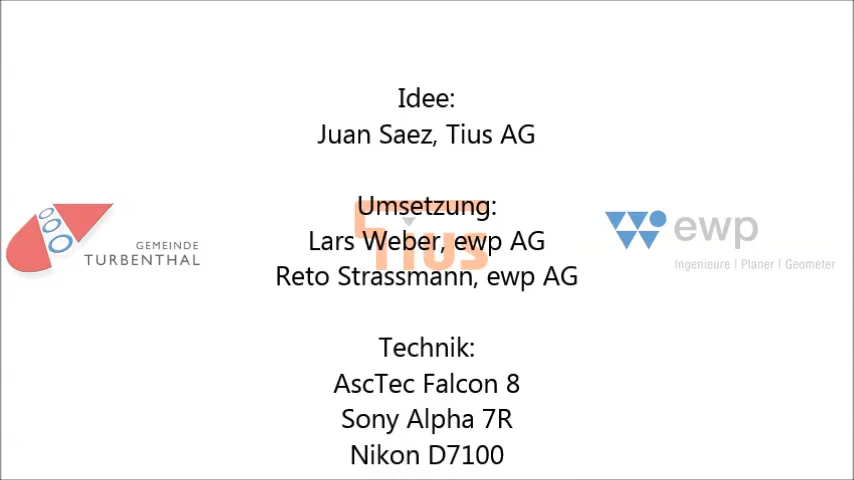 Idee:
Juan Saez, Tius AG
Umsetzung:
Lars Weber, ewp AG
Reto Strassmann, ewp AG
Technik:
AscTec Falcon 8
Sony Alpha 7R
Nikon D7100
GEMEINDE
TURBENTHAL
Tius
ewp
Ingenieure | Planer | Geometer